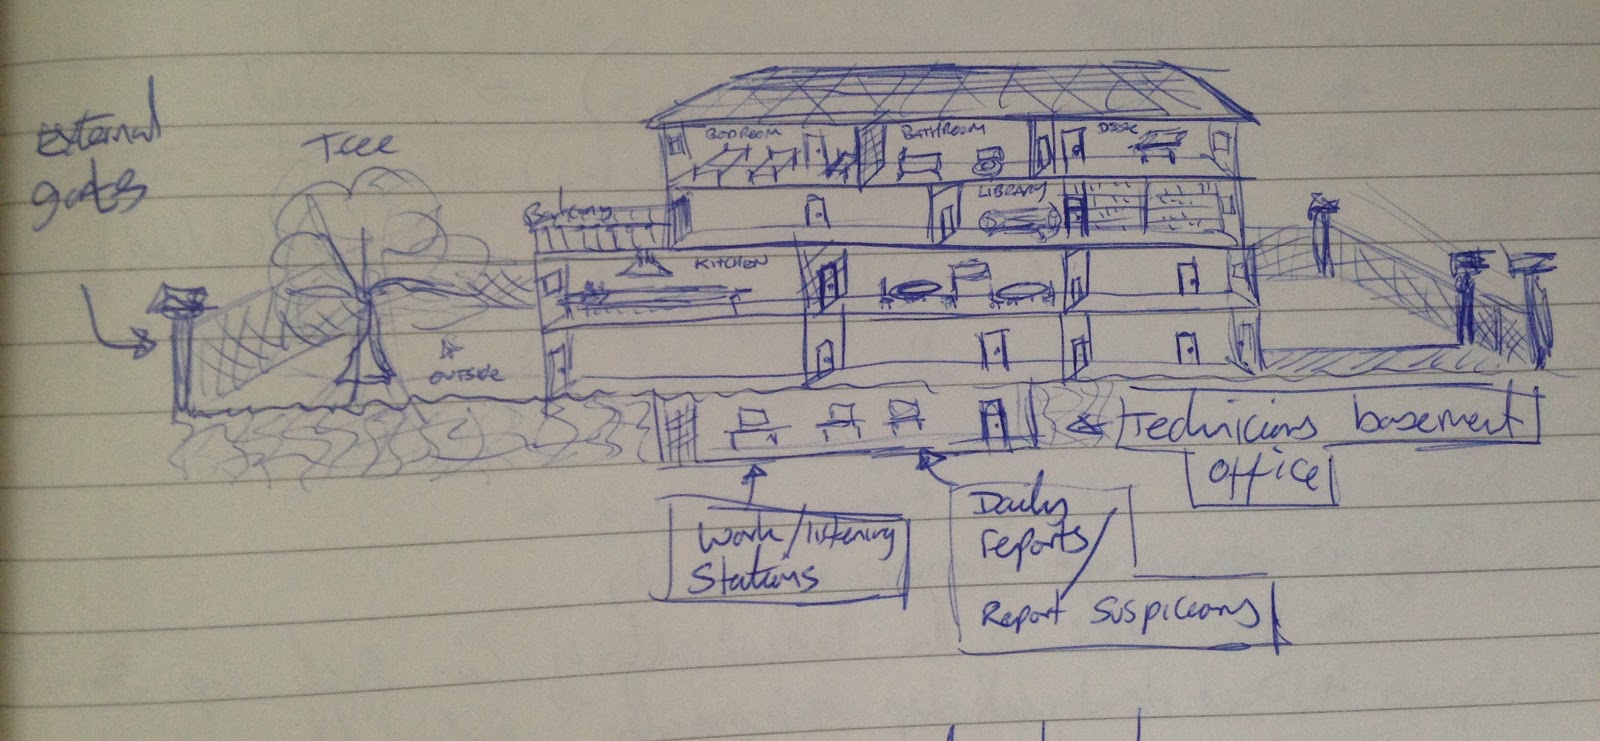 External
gates
Tree
BEDROOM
BATHROOM
DESK
LIBRARY
Balcony
KITCHEN
OUTSIDE
Technicians basement
office
Work/listening
Stations
Daily
reports/
Report Suspicions